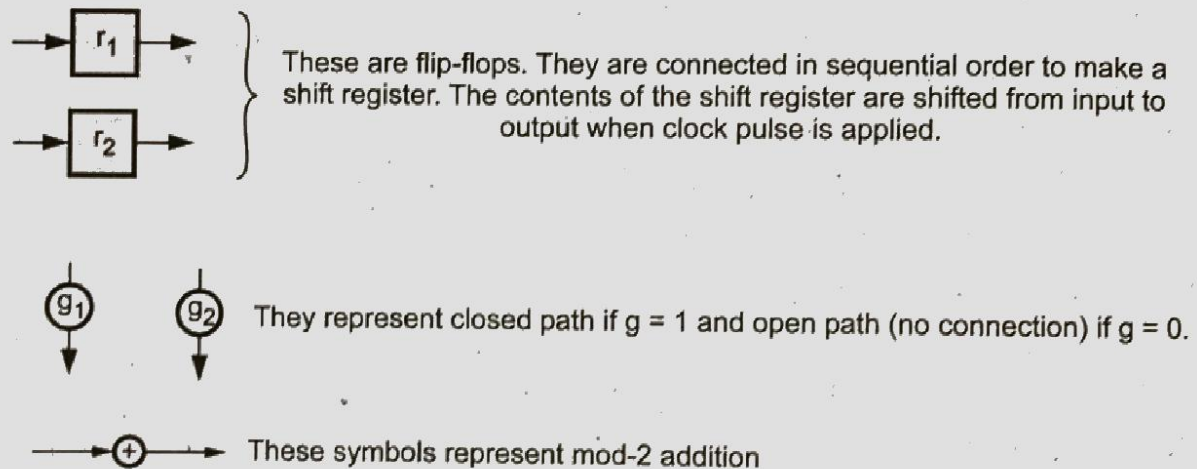 r1
These are flip-flops. They are connected in sequential order to make a
shift register. The contents of the shift register are shifted from input to
output when clock pulse is applied.
r2
g1 g2 They represent closed path if g = 1 and open path (no connection) if g = 0.
+ These symbols represent mod-2 addition